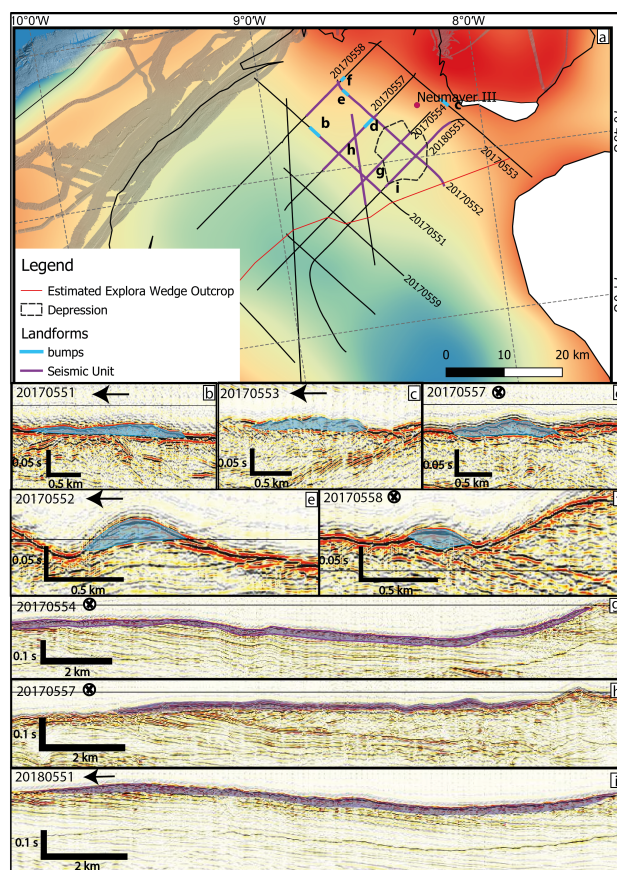 10°0'W 9°0'W 8°0'W
a
20170558
f
20170557
e
Neumayer III
c
b
d
20170554
20180551
h
g
i
20170553
20170552
20170551
20170559
Legend
Estimated Explora Wedge Outcrop
Depression
Landforms
bumps
Seismic Unit
0 10 20 km
20170551 b
0.05 s
0.5 km
20170553 c
0.05 s
0.5 km
20170557
0.05 s
0.5 km
20170552 e
0.05 s
0.5 km
20170558
0.05 s
0.5 km
20170554 g
0.1 s
2 km
20170557 h
0.1 s
2 km
20180551 i
0.1 s
2 km